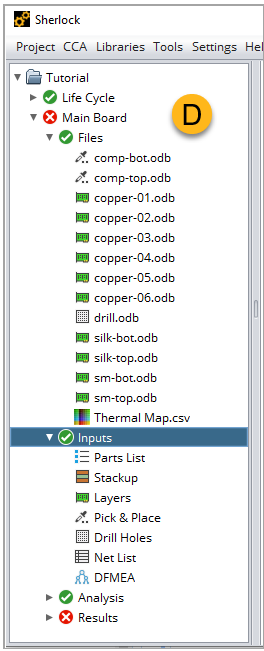 Sherlock
Project CCA Libraries Tools Settings Hel
Tutorial
Life Cycle
Main Board
D
Files
comp-bot.odb
comp-top.odb
copper-01.odb
copper-02.odb
copper-03.odb
copper-04.odb
copper-05.odb
copper-06.odb
drill.odb
silk-bot.odb
silk-top.odb
sm-bot.odb
sm-top.odb
Thermal Map.csv
Inputs
Parts List
Stackup
Layers
Pick & Place
Drill Holes
Net List
DFMEA
Analysis
Results